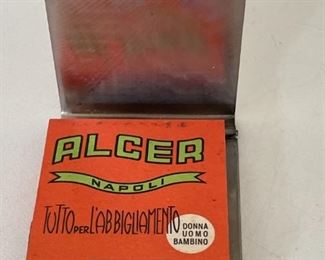 ALCER
NAPOLI
TUTTO PER L'ABBIGLIAMENTO
DONNA
UOMO
BAMBINO